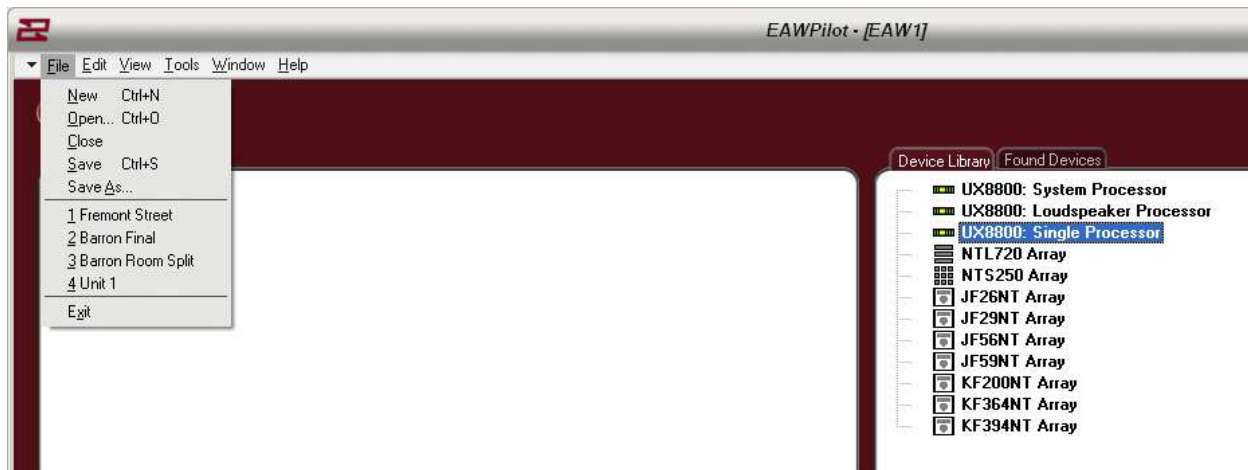 EAWPilot - [EAW1]
File Edit View Tools Window Help
New Ctrl+N
Open... Ctrl+O
Close
Save Ctrl+S
Save As...
1 Fremont Street
2 Barron Final
3 Barron Room Split
4 Unit 1
Exit
Device Library Found Devices
UX8800: System Processor
UX8800: Loudspeaker Processor
UX8800: Single Processor
NTL720 Array
NTS250 Array
JF26NT Array
JF29NT Array
JF56NT Array
JF59NT Array
KF200NT Array
KF364NT Array
KF394NT Array